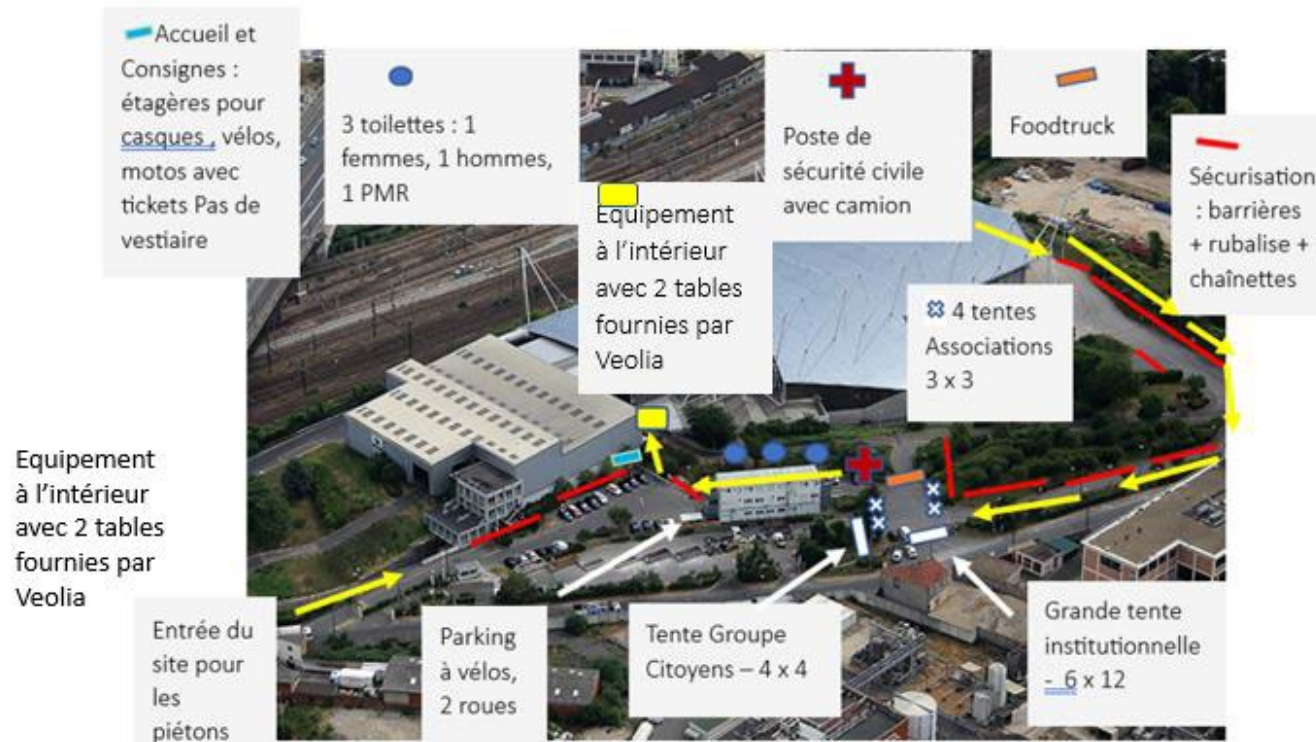 Accueil et
Consignes :
étagères pour
casques , vélos,
motos avec
tickets Pas de
vestiaire
3 toilettes : 1
femmes, 1 hommes,
1 PMR
Equipement
à l’intérieur
avec 2 tables
fournies par
Veolia
Poste de
sécurité civile
avec camion
Foodtruck
Sécurisation
: barrières
+ rubalise +
chaînettes
4 tentes
Associations
3 x 3
Equipement
à l’intérieur
avec 2 tables
fournies par
Veolia
Entrée du
site pour
les
piétons
Parking
à vélos,
2 roues
Tente Groupe
Citoyens – 4 x 4
Grande tente
institutionnelle
- 6 x 12